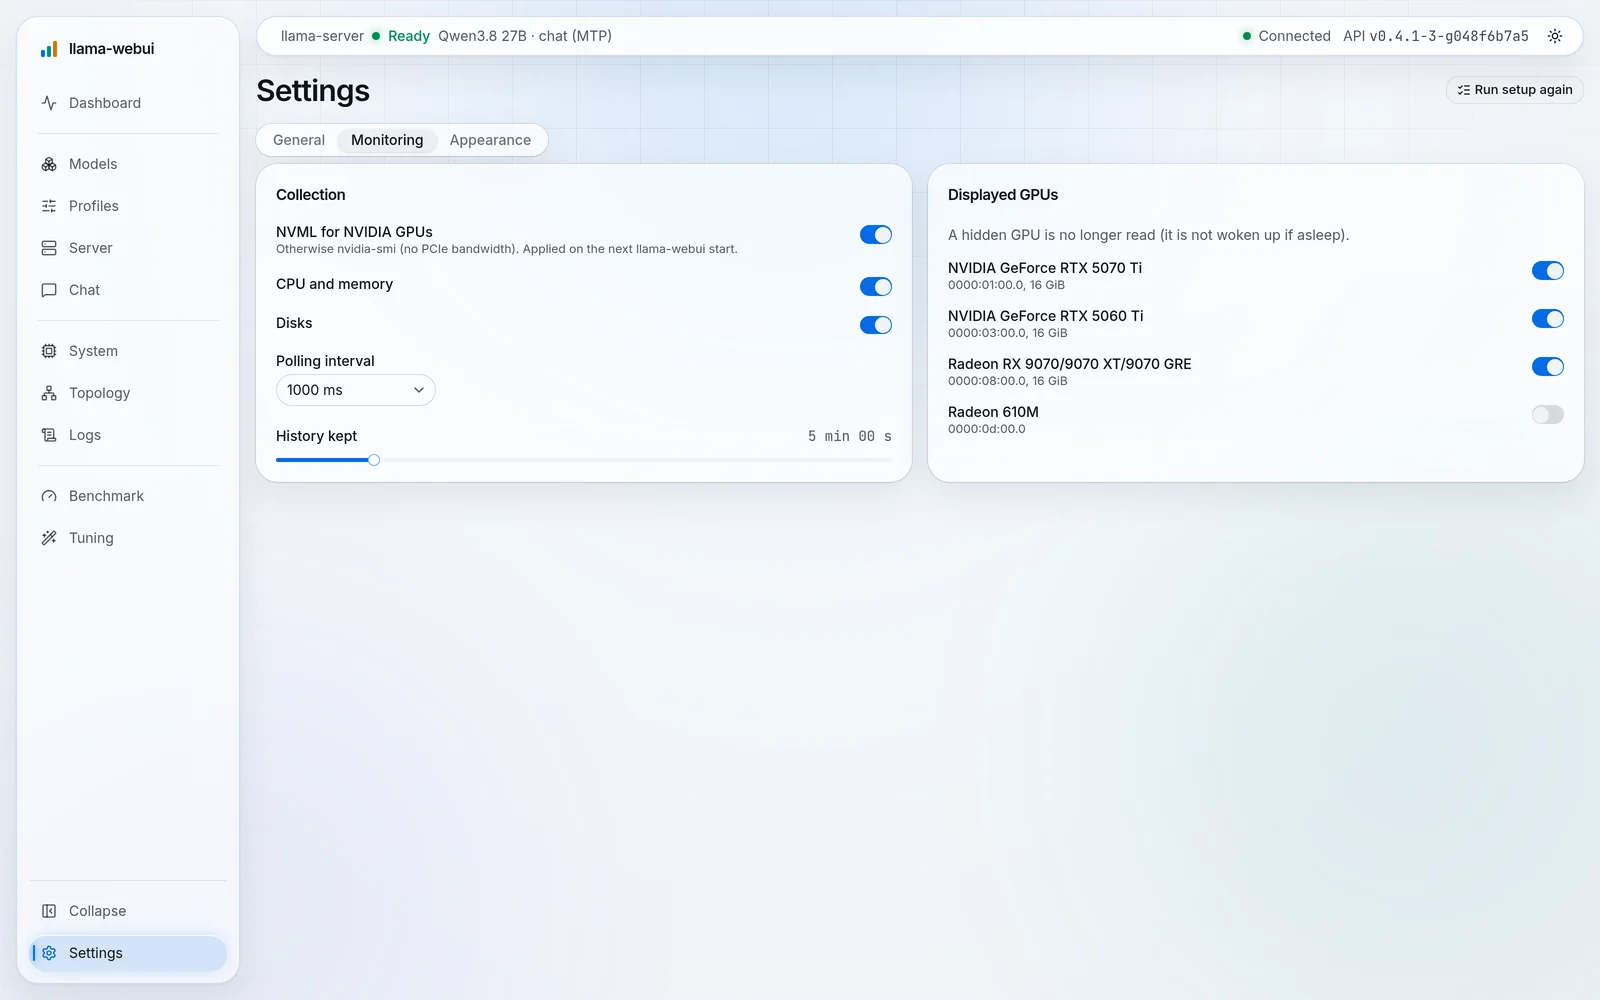 llama-webui
Dashboard
Models
Profiles
Server
Chat
System
Topology
Logs
Benchmark
Tuning
Collapse
Settings
llama-server Ready Qwen3.8 27B · chat (MTP)
Connected API v0.4.1-3-g048f6b7a5
Settings
Run setup again
General Monitoring Appearance
Collection
NVML for NVIDIA GPUs
Otherwise nvidia-smi (no PCIe bandwidth). Applied on the next llama-webui start.
CPU and memory
Disks
Polling interval
1000 ms
History kept 5 min 00 s
Displayed GPUs
A hidden GPU is no longer read (it is not woken up if asleep).
NVIDIA GeForce RTX 5070 Ti
0000:01:00.0, 16 GiB
NVIDIA GeForce RTX 5060 Ti
0000:03:00.0, 16 GiB
Radeon RX 9070/9070 XT/9070 GRE
0000:08:00.0, 16 GiB
Radeon 610M
0000:0d:00.0